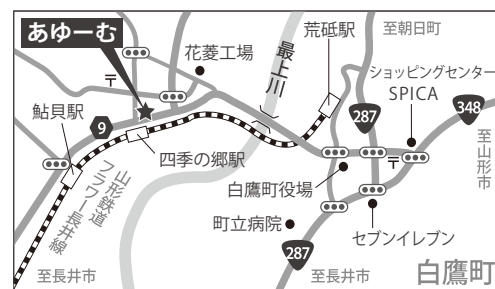 あゆーむ
花菱工場
最上川
荒砥駅
至朝日町
ショッピングセンター
SPICA
348
287
至山形市
鮎貝駅
9
四季の郷駅
山形鉄道
フラワー長井線
白鷹町役場
町立病院
セブンイレブン
287
至長井市
至長井市
白鷹町
〒
〒